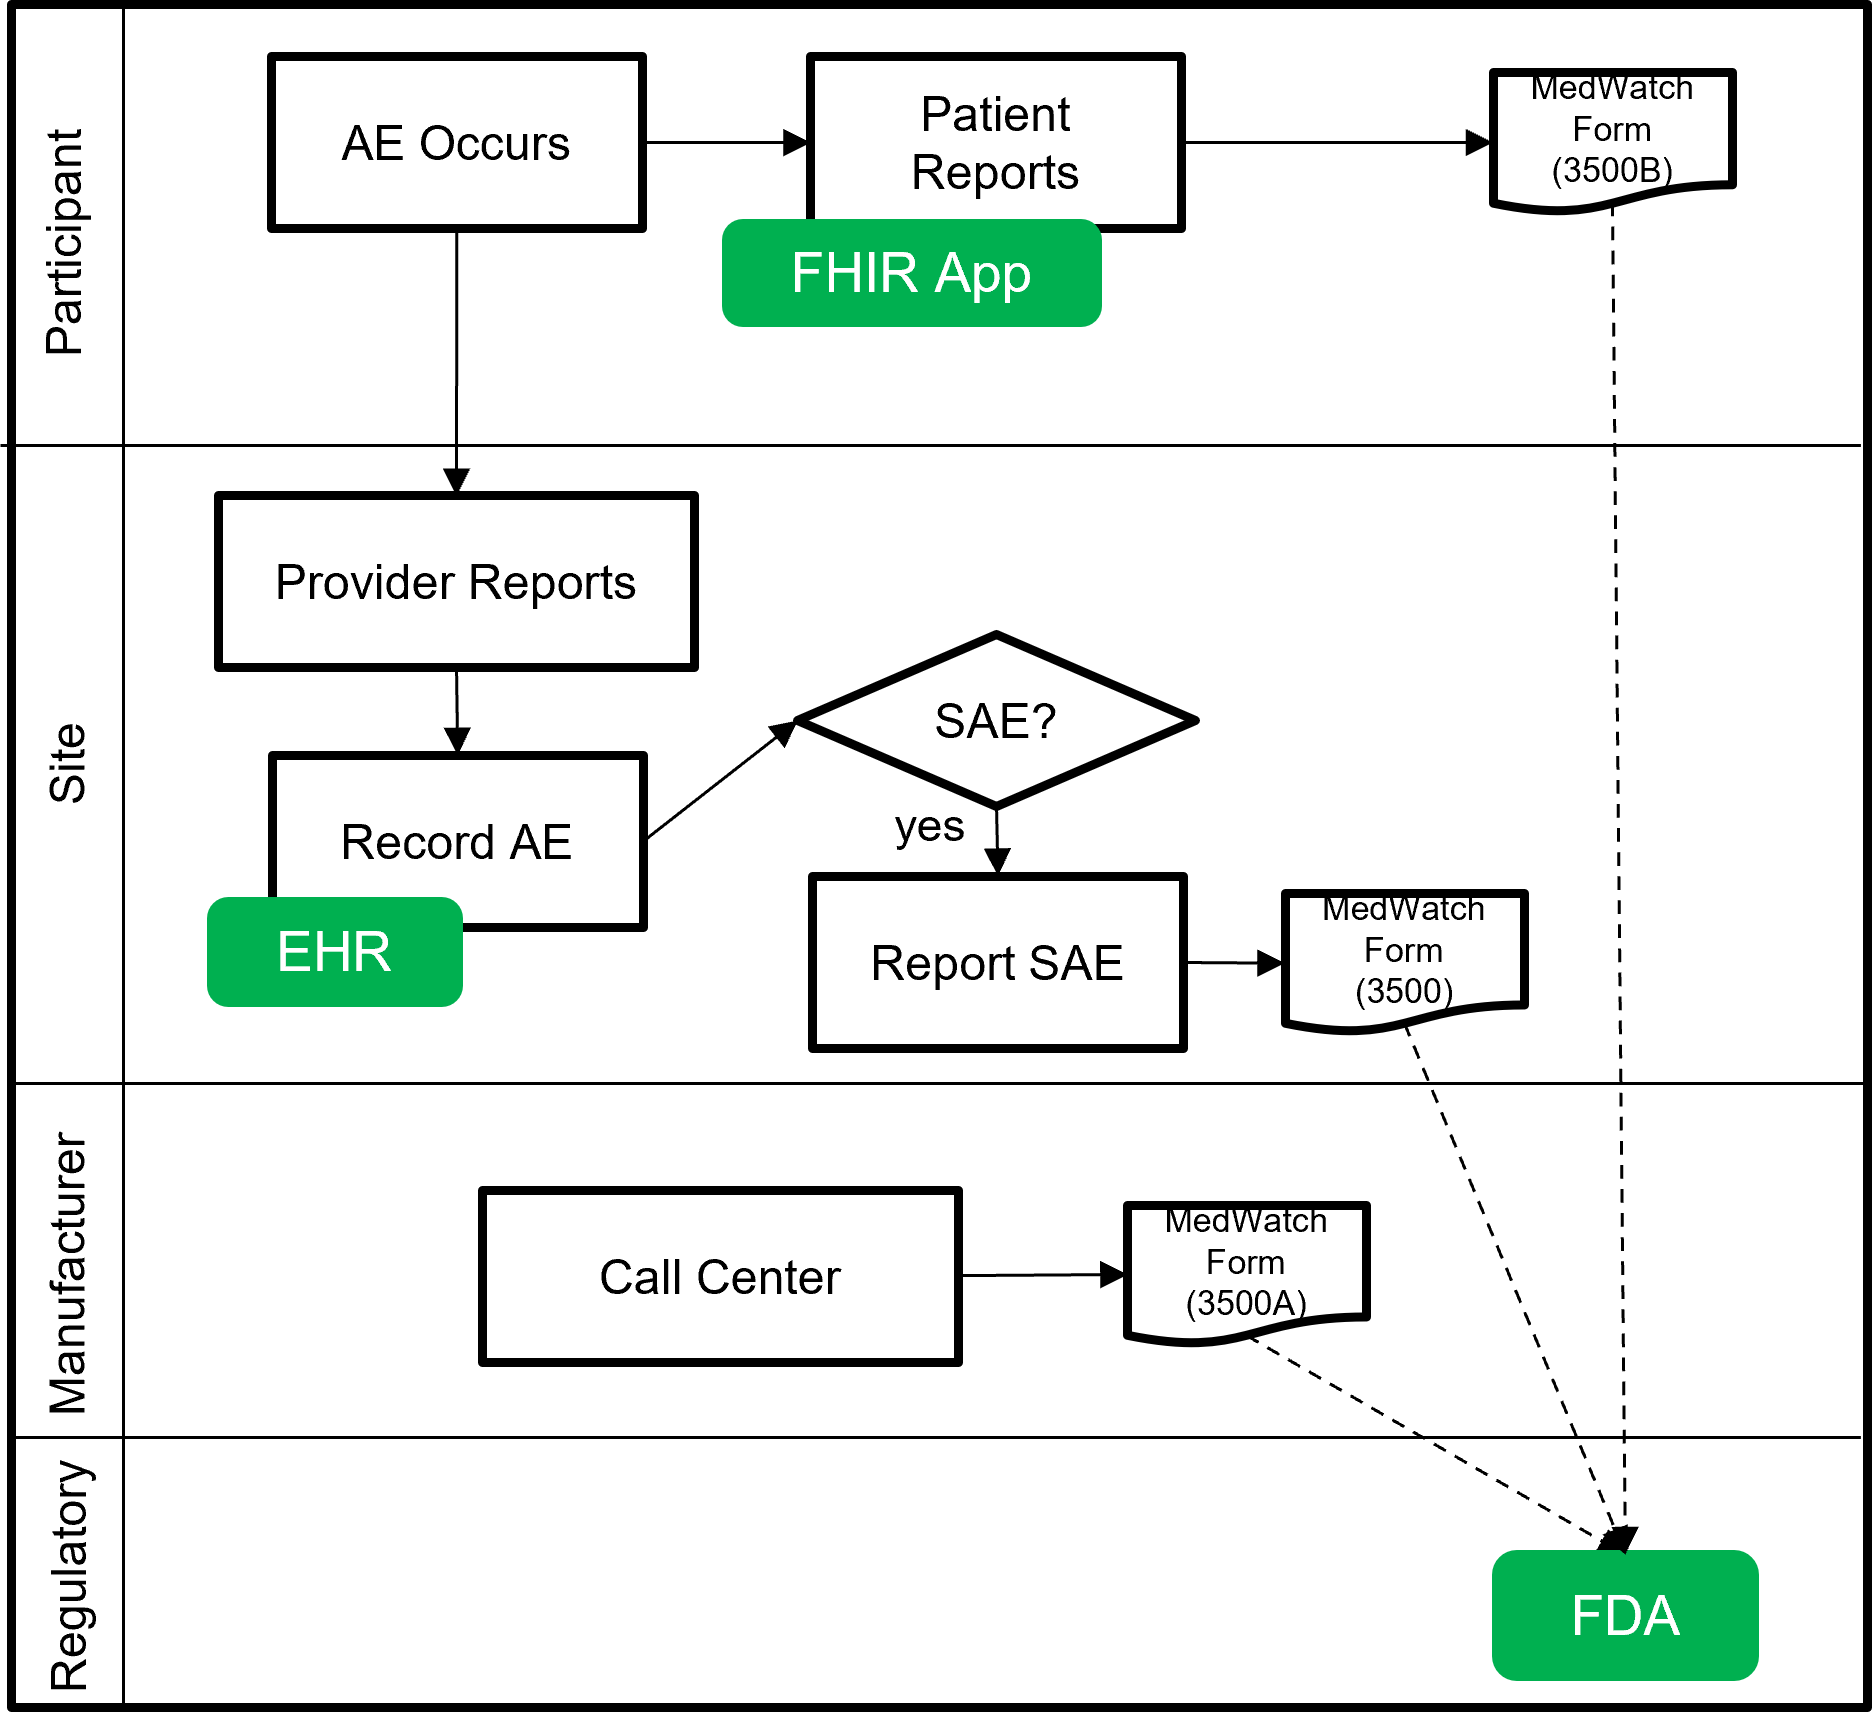 Participant
AE Occurs
Patient
Reports
MedWatch
Form
(3500B)
FHIR App
Site
Provider Reports
SAE?
yes
Record AE
EHR
Report SAE
MedWatch
Form
(3500)
Manufacturer
Call Center
MedWatch
Form
(3500A)
Regulatory
FDA